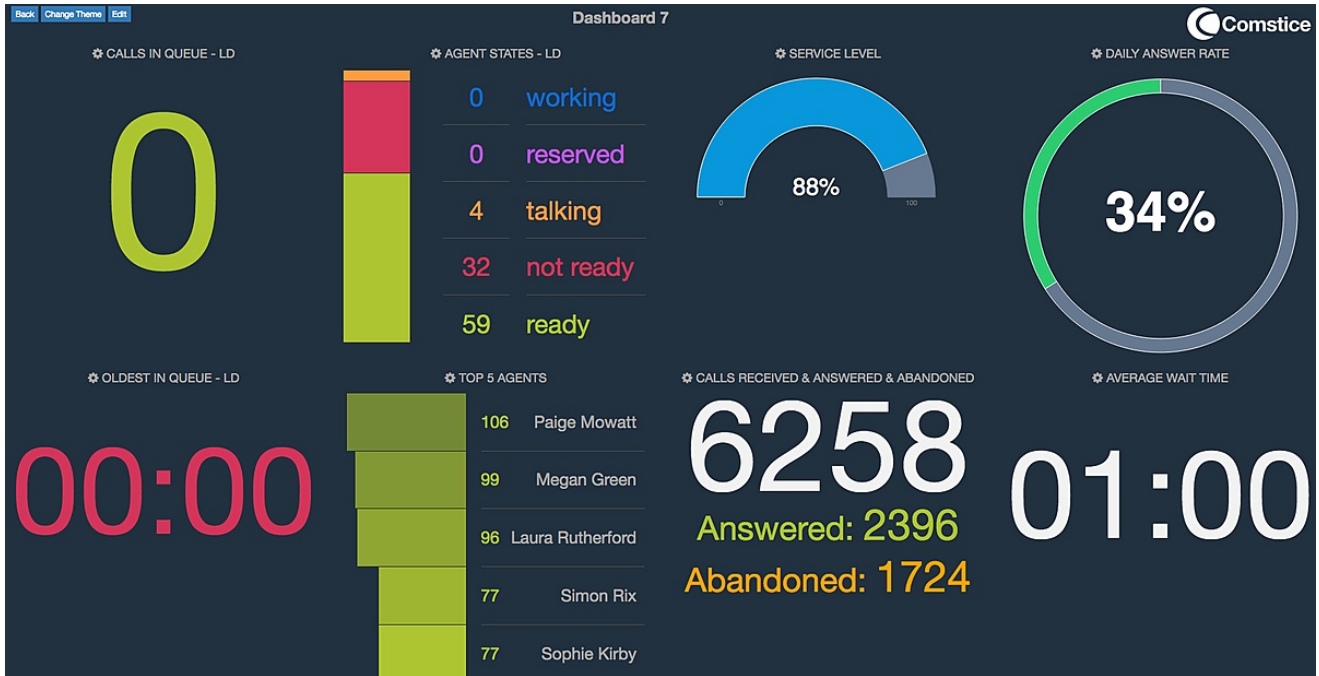 Back Change Theme Edit
Dashboard 7
Comstice
CALLS IN QUEUE - LD
0
AGENT STATES - LD
0 working
0 reserved
4 talking
32 not ready
59 ready
SERVICE LEVEL
88%
0 100
DAILY ANSWER RATE
34%
OLDEST IN QUEUE - LD
00:00
TOP 5 AGENTS
106 Paige Mowatt
99 Megan Green
96 Laura Rutherford
77 Simon Rix
77 Sophie Kirby
CALLS RECEIVED & ANSWERED & ABANDONED
6258
Answered: 2396
Abandoned: 1724
AVERAGE WAIT TIME
01:00